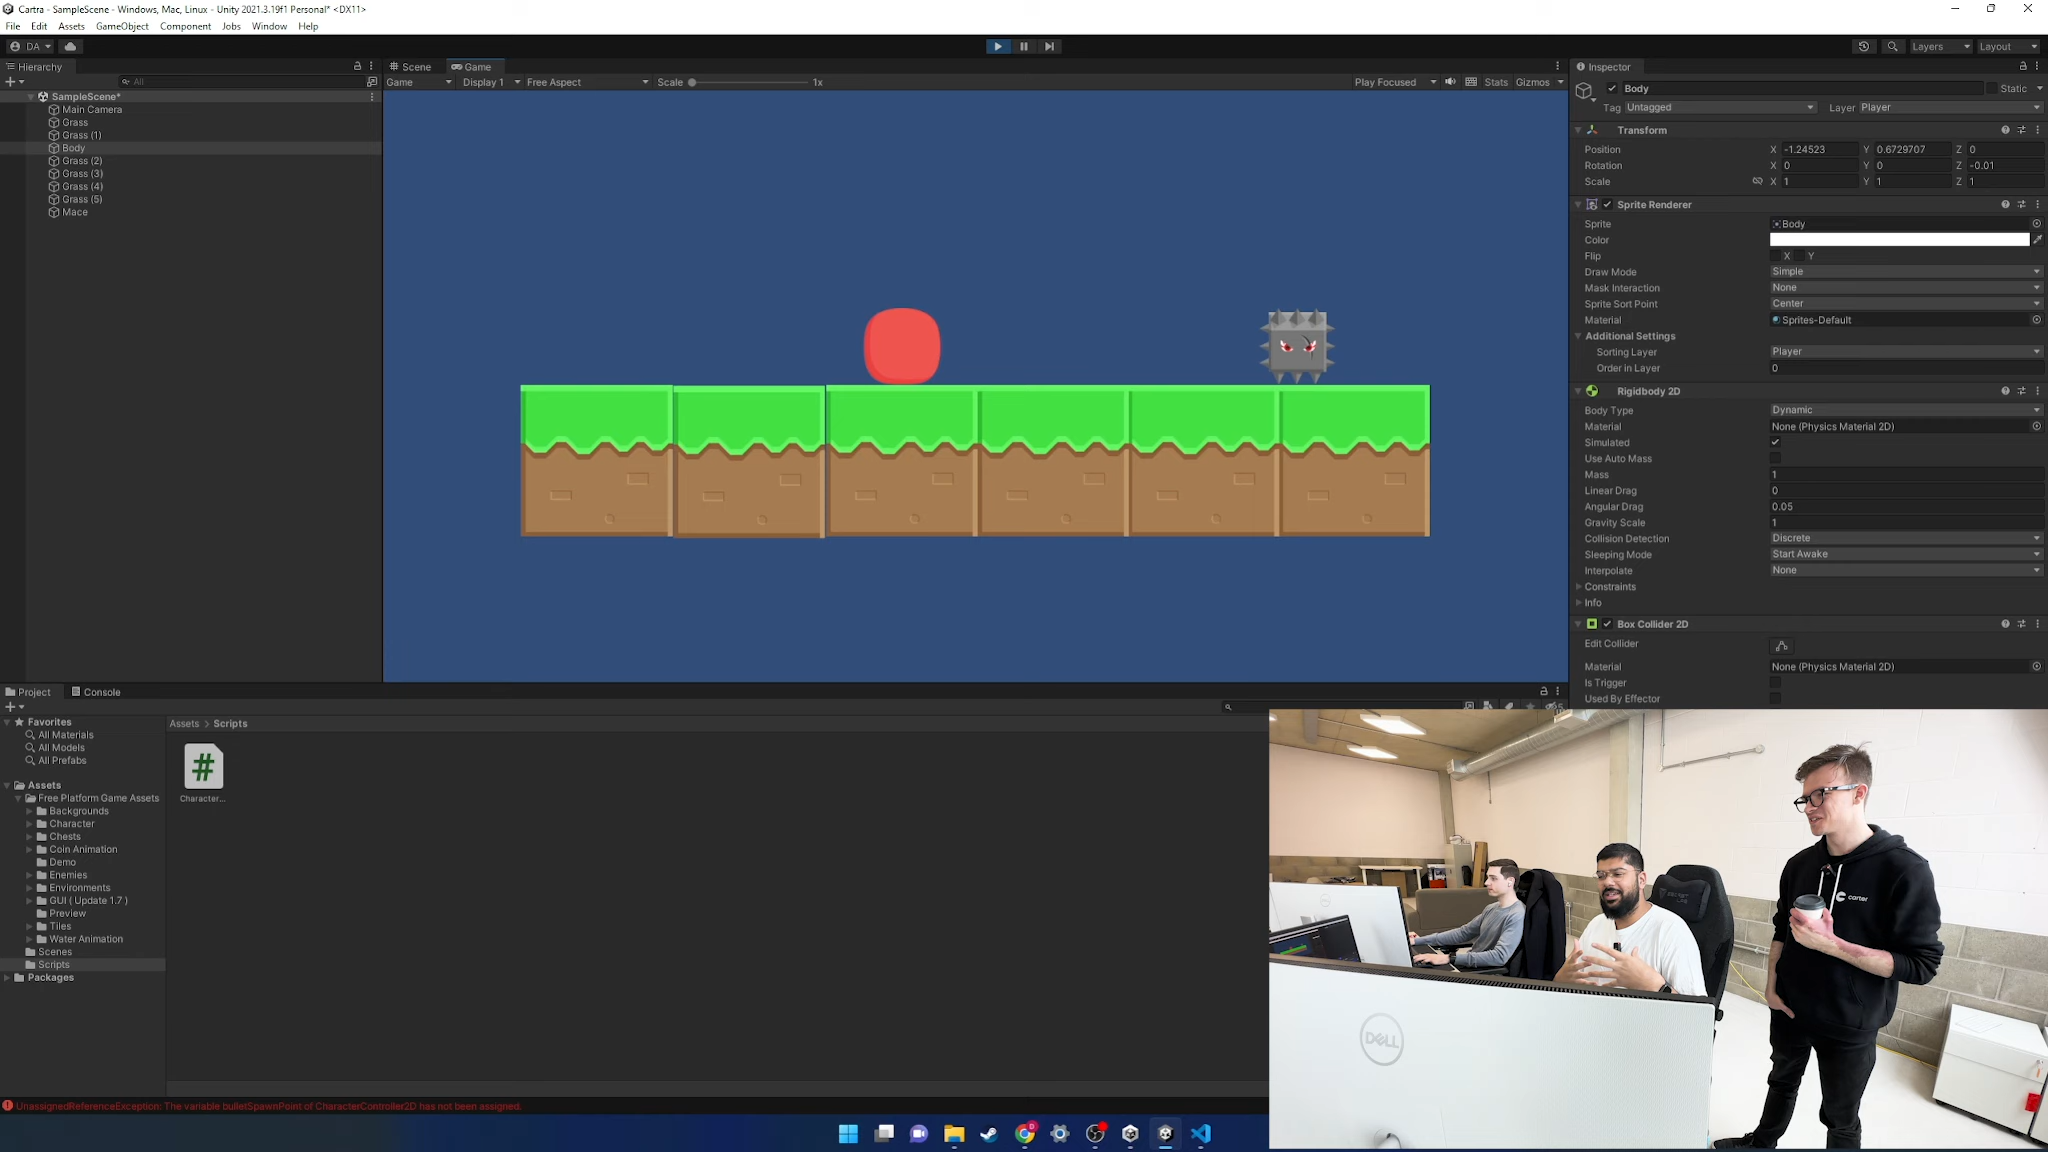 Cartra - SampleScene - Windows, Mac, Linux - Unity 2021.3.19f1 Personal* <DX11>
File Edit Assets GameObject Component Jobs Window Help
DA Layers Layout
Hierarchy
All
SampleScene*
Main Camera
Grass
Grass (1)
Body
Grass (2)
Grass (3)
Grass (4)
Grass (5)
Mace
Scene Game
Game Display 1 Free Aspect Scale 1x Play Focused Stats Gizmos
Inspector
Body Static
Tag Untagged Layer Player
Transform
Position X -1.24523 Y 0.6729707 Z 0
Rotation X 0 Y 0 Z -0.01
Scale X 1 Y 1 Z 1
Sprite Renderer
Sprite Body
Color
Flip X Y
Draw Mode Simple
Mask Interaction None
Sprite Sort Point Center
Material Sprites-Default
Additional Settings
Sorting Layer Player
Order in Layer 0
Rigidbody 2D
Body Type Dynamic
Material None (Physics Material 2D)
Simulated
Use Auto Mass
Mass 1
Linear Drag 0
Angular Drag 0.05
Gravity Scale 1
Collision Detection Discrete
Sleeping Mode Start Awake
Interpolate None
Constraints
Info
Box Collider 2D
Edit Collider
Material None (Physics Material 2D)
Is Trigger
Used By Effector
Project Console
Favorites
All Materials
All Models
All Prefabs
Assets
Free Platform Game Assets
Backgrounds
Character
Chests
Coin Animation
Demo
Enemies
Environments
GUI ( Update 1.7 )
Preview
Tiles
Water Animation
Scenes
Scripts
Packages
Assets > Scripts
#
Character...
UnassignedReferenceException: The variable bulletSpawnPoint of CharacterController2D has not been assigned.
carter
DELL